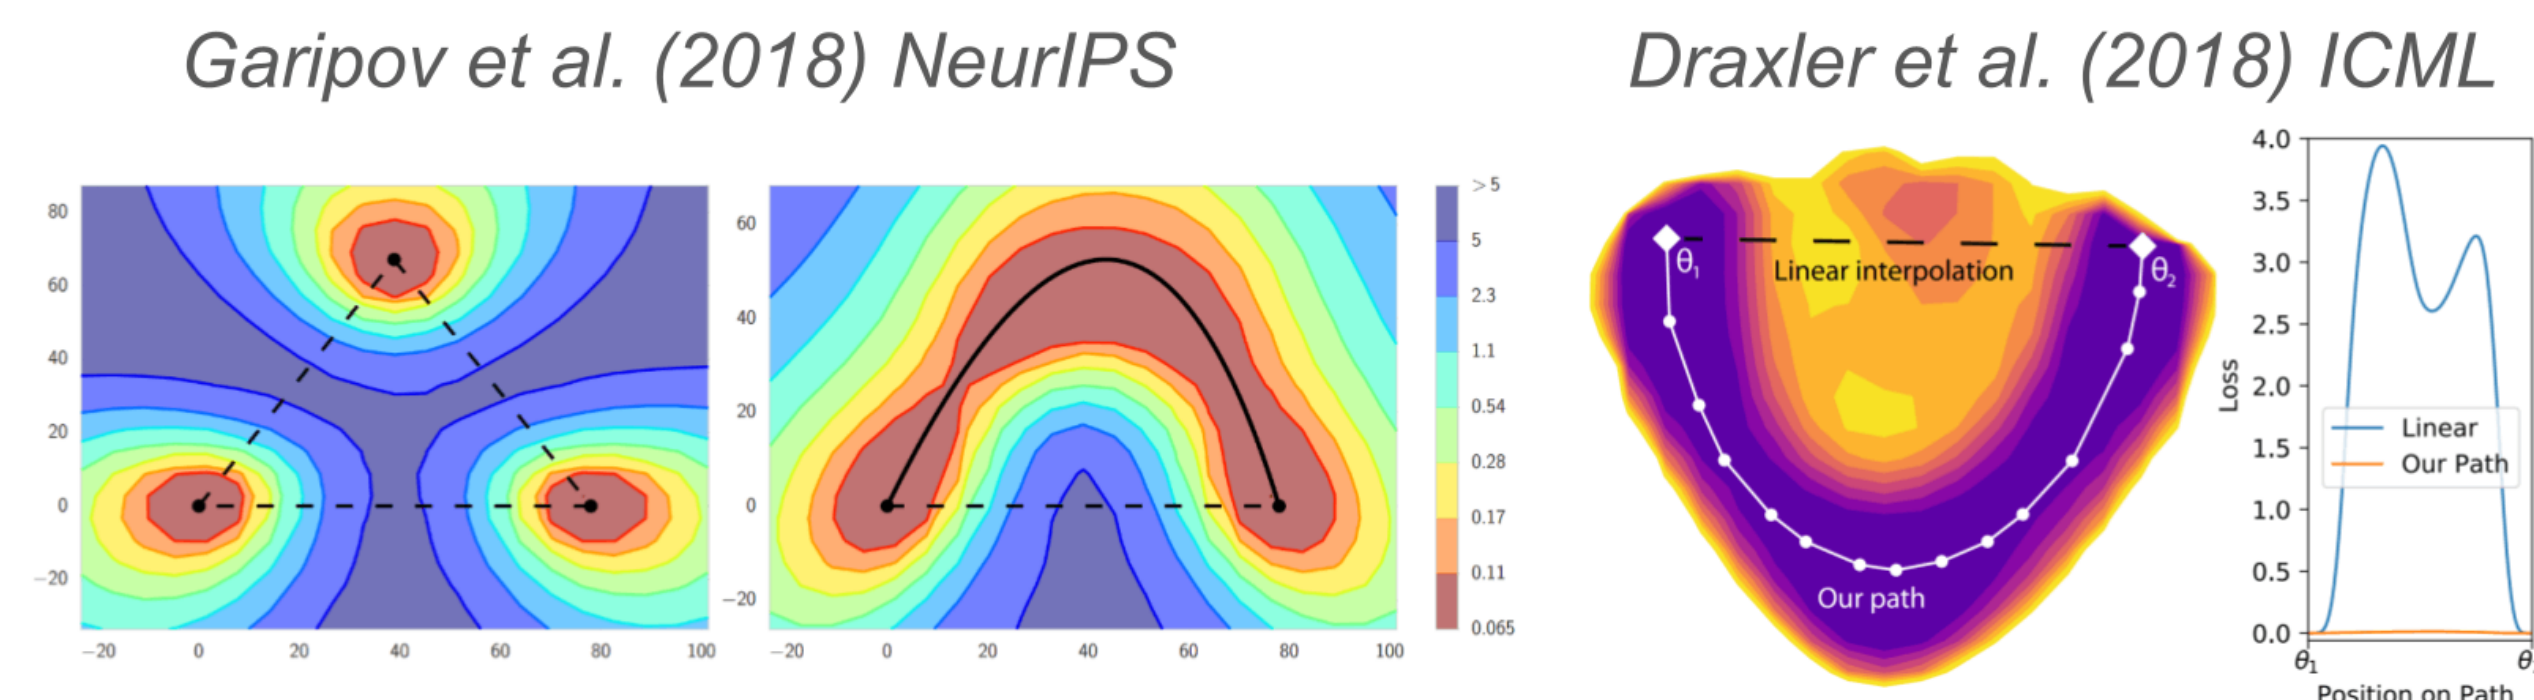 Garipov et al. (2018) NeurIPS
Draxler et al. (2018) ICML
80
60
40
20
0
−20
−20 0 20 40 60 80 100
60
40
20
0
−20
−20 0 20 40 60 80 100
> 5
5
2.3
1.1
0.54
0.28
0.17
0.11
0.065
θ1
Linear interpolation
θ2
Our path
Loss
4.0
3.5
3.0
2.5
2.0
1.5
1.0
0.5
0.0
Linear
Our Path
θ1 θ
Position on Path